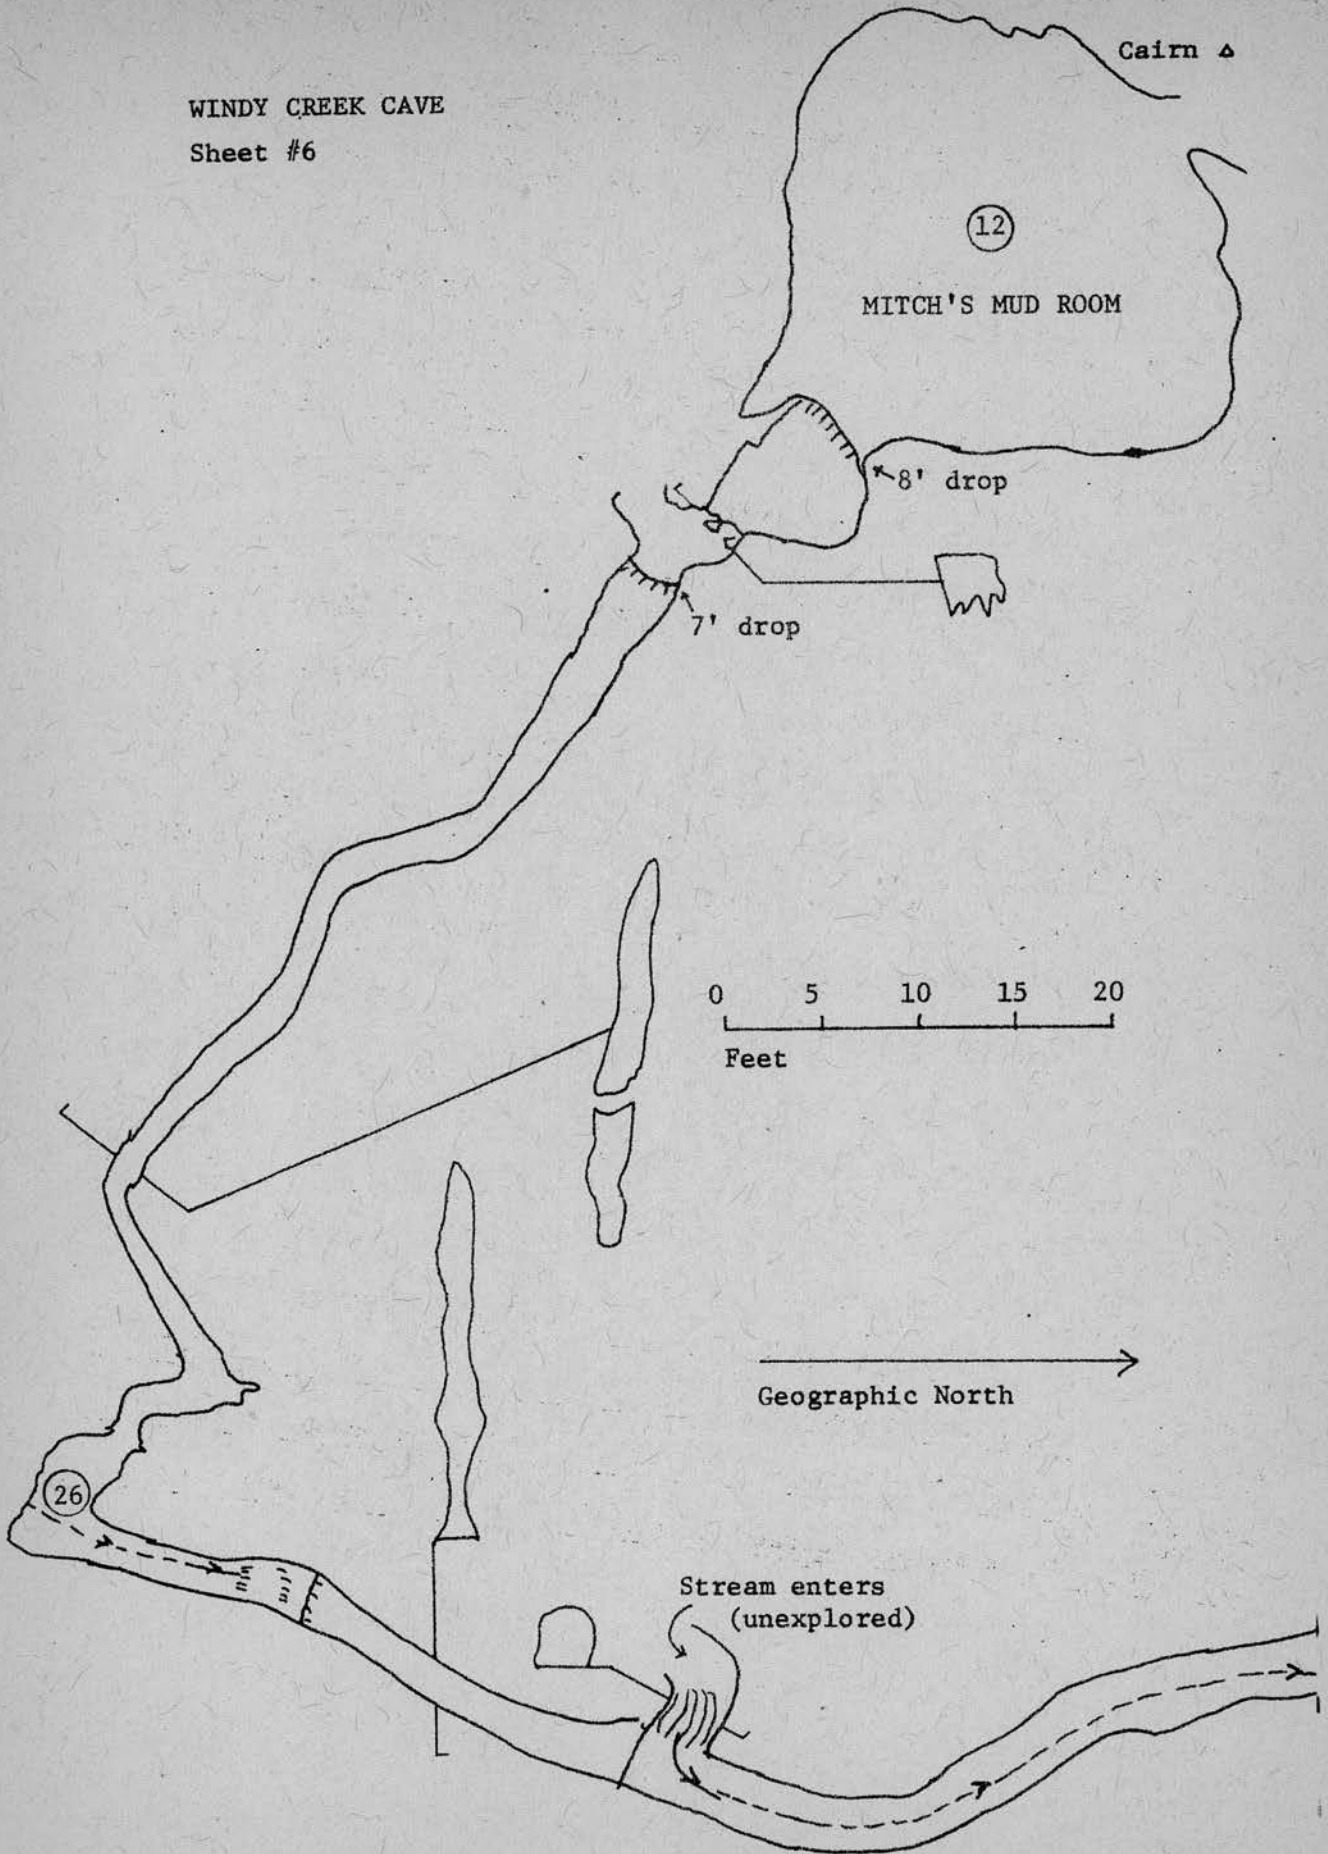 WINDY CREEK CAVE
Sheet #6
Cairn
12
MITCH'S MUD ROOM
8' drop
7' drop
0 5 10 15 20
Feet
Geographic North
26
Stream enters
(unexplored)